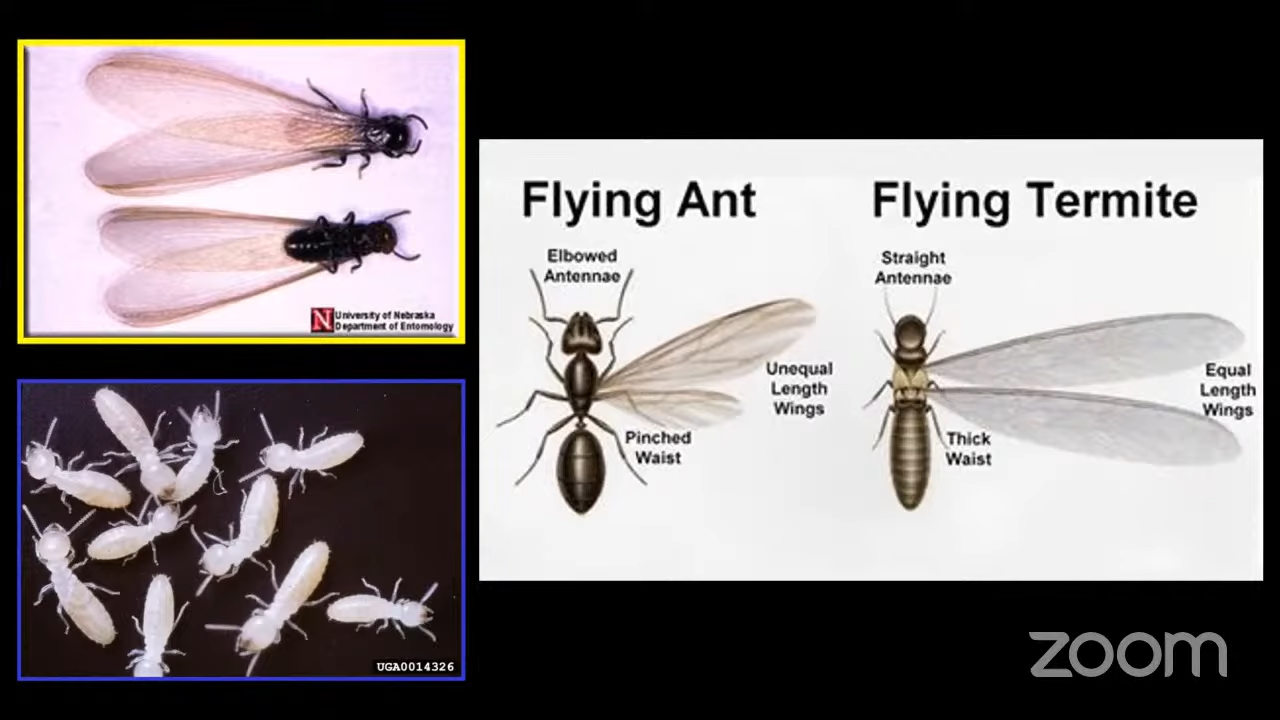 N University of Nebraska
Department of Entomology
UGA0014326
Flying Ant
Elbowed
Antennae
Unequal
Length
Wings
Pinched
Waist
Flying Termite
Straight
Antennae
Equal
Length
Wings
Thick
Waist
zoom